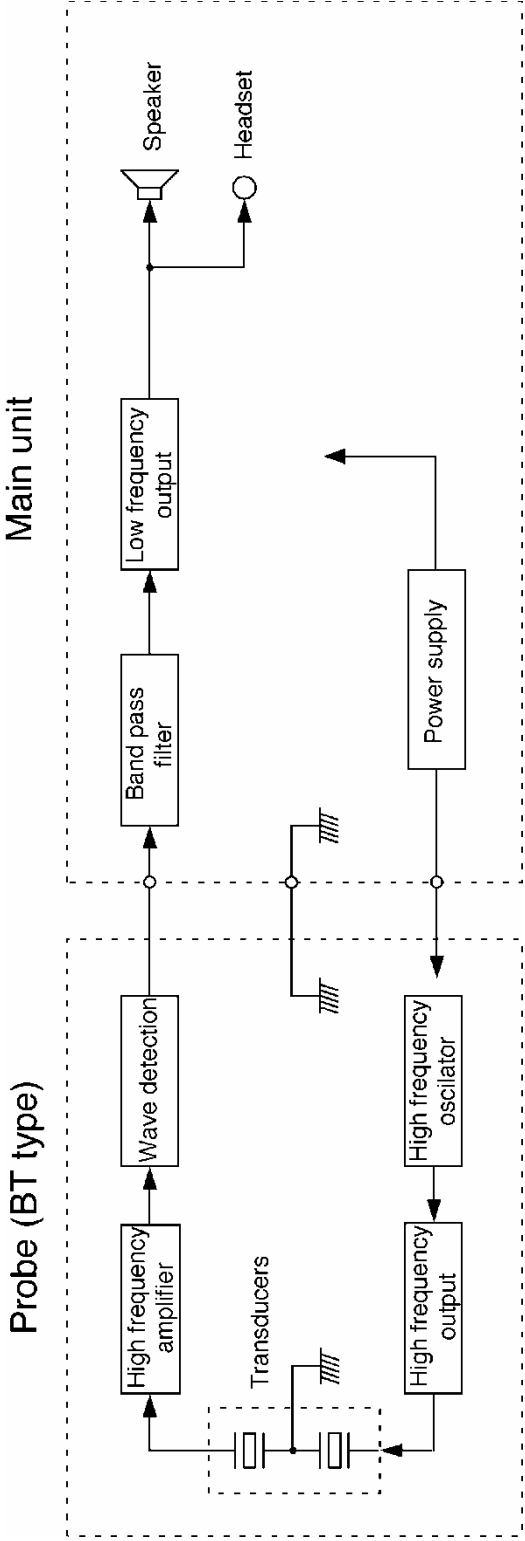 Probe (BT type)
Main unit
High frequency
amplifier
Wave detection
Band pass
filter
Low frequency
output
Speaker
Headset
Transducers
High frequency
output
High frequency
oscilator
Power supply